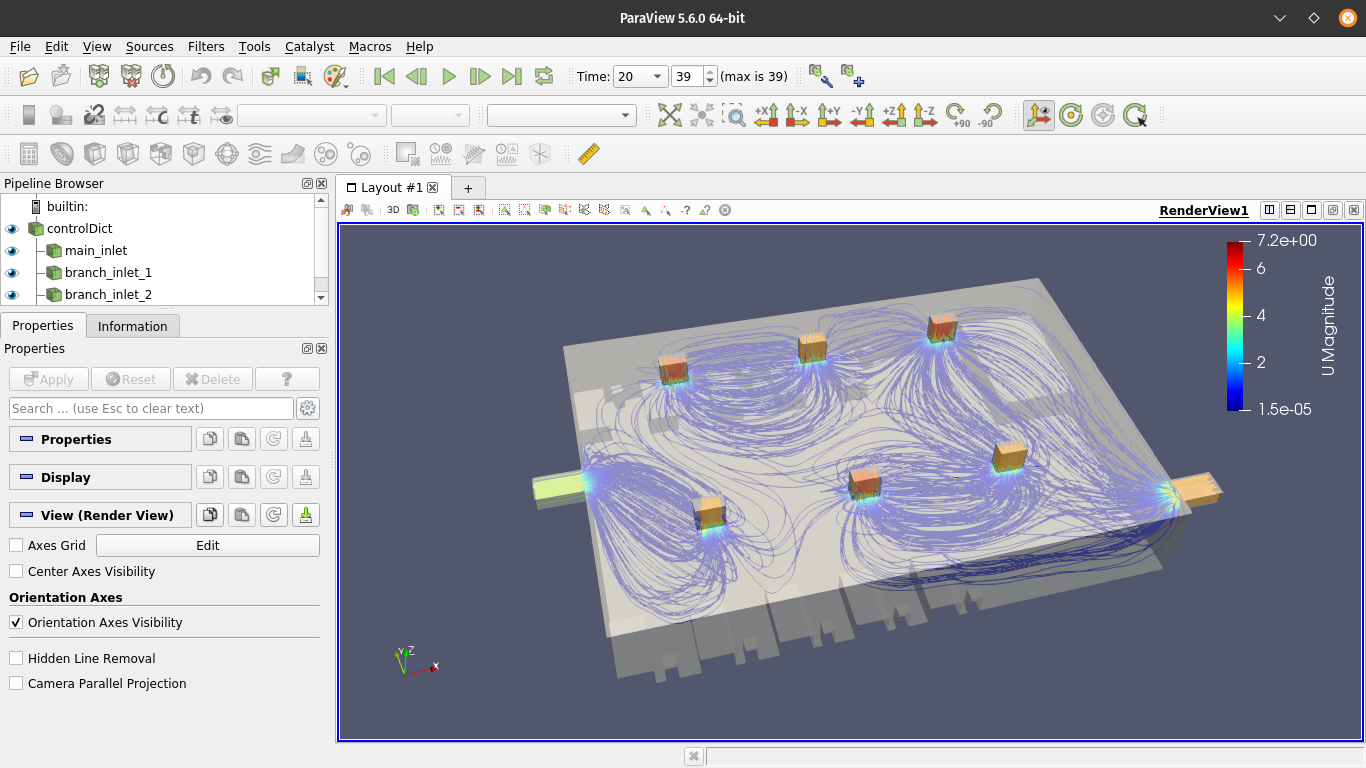 ParaView 5.6.0 64-bit
File Edit View Sources Filters Tools Catalyst Macros Help
Time: 20 39 (max is 39)
+X -X +Y -Y +Z -Z +90 -90
Pipeline Browser
builtin:
controlDict
main_inlet
branch_inlet_1
branch_inlet_2
Properties Information
Properties
Apply Reset Delete ?
Search ... (use Esc to clear text)
Properties
Display
View (Render View)
Axes Grid Edit
Center Axes Visibility
Orientation Axes
Orientation Axes Visibility
Hidden Line Removal
Camera Parallel Projection
Layout #1 +
3D RenderView1
7.2e+00
6
4
2
1.5e-05
U Magnitude
Y Z
X